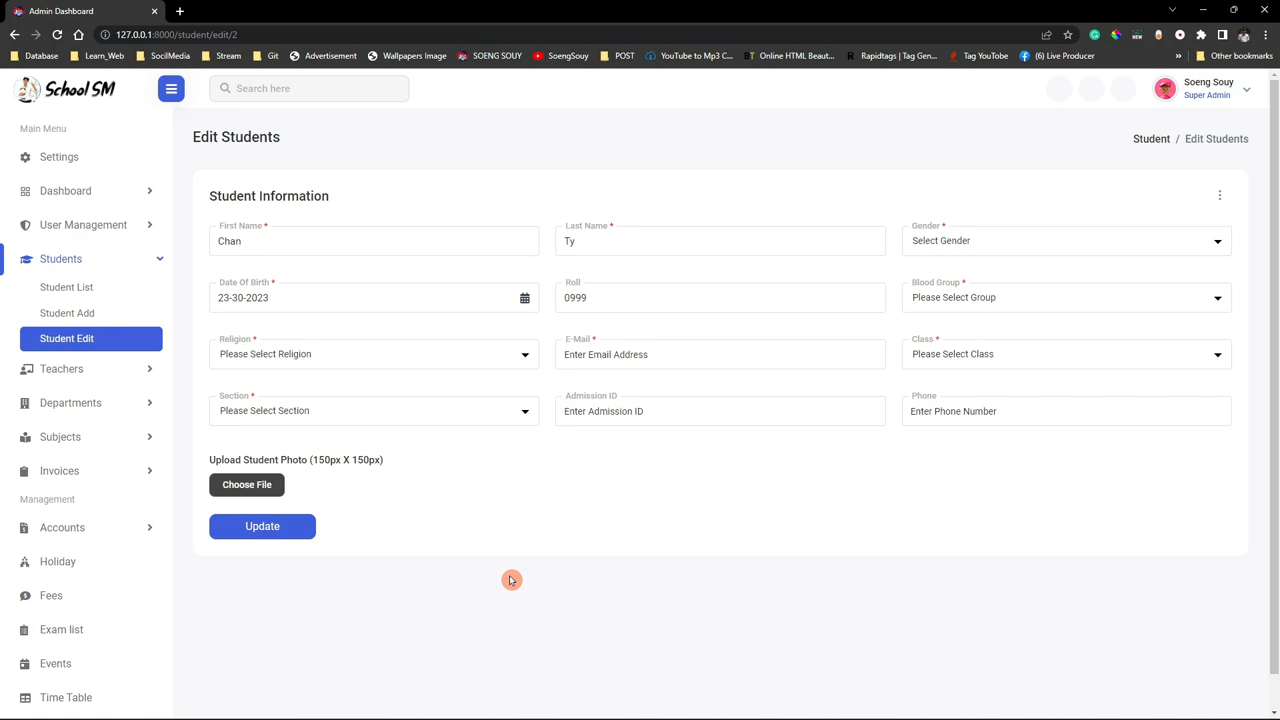 Admin Dashboard
127.0.0.1:8000/student/edit/2
Database Learn_Web SocilMedia Stream Git Advertisement Wallpapers Image SOENG SOUY SoengSouy POST YouTube to Mp3 C... Online HTML Beautif... Rapidtags | Tag Gen... Tag YouTube (6) Live Producer Other bookmarks
School SM
Search here
Soeng Souy
Super Admin
Main Menu
Settings
Dashboard
User Management
Students
Student List
Student Add
Student Edit
Teachers
Departments
Subjects
Invoices
Management
Accounts
Holiday
Fees
Exam list
Events
Time Table
Edit Students
Student / Edit Students
Student Information
First Name *
Chan
Last Name *
Ty
Gender *
Select Gender
Date Of Birth *
23-30-2023
Roll
0999
Blood Group *
Please Select Group
Religion *
Please Select Religion
E-Mail *
Enter Email Address
Class *
Please Select Class
Section *
Please Select Section
Admission ID
Enter Admission ID
Phone
Enter Phone Number
Upload Student Photo (150px X 150px)
Choose File
Update